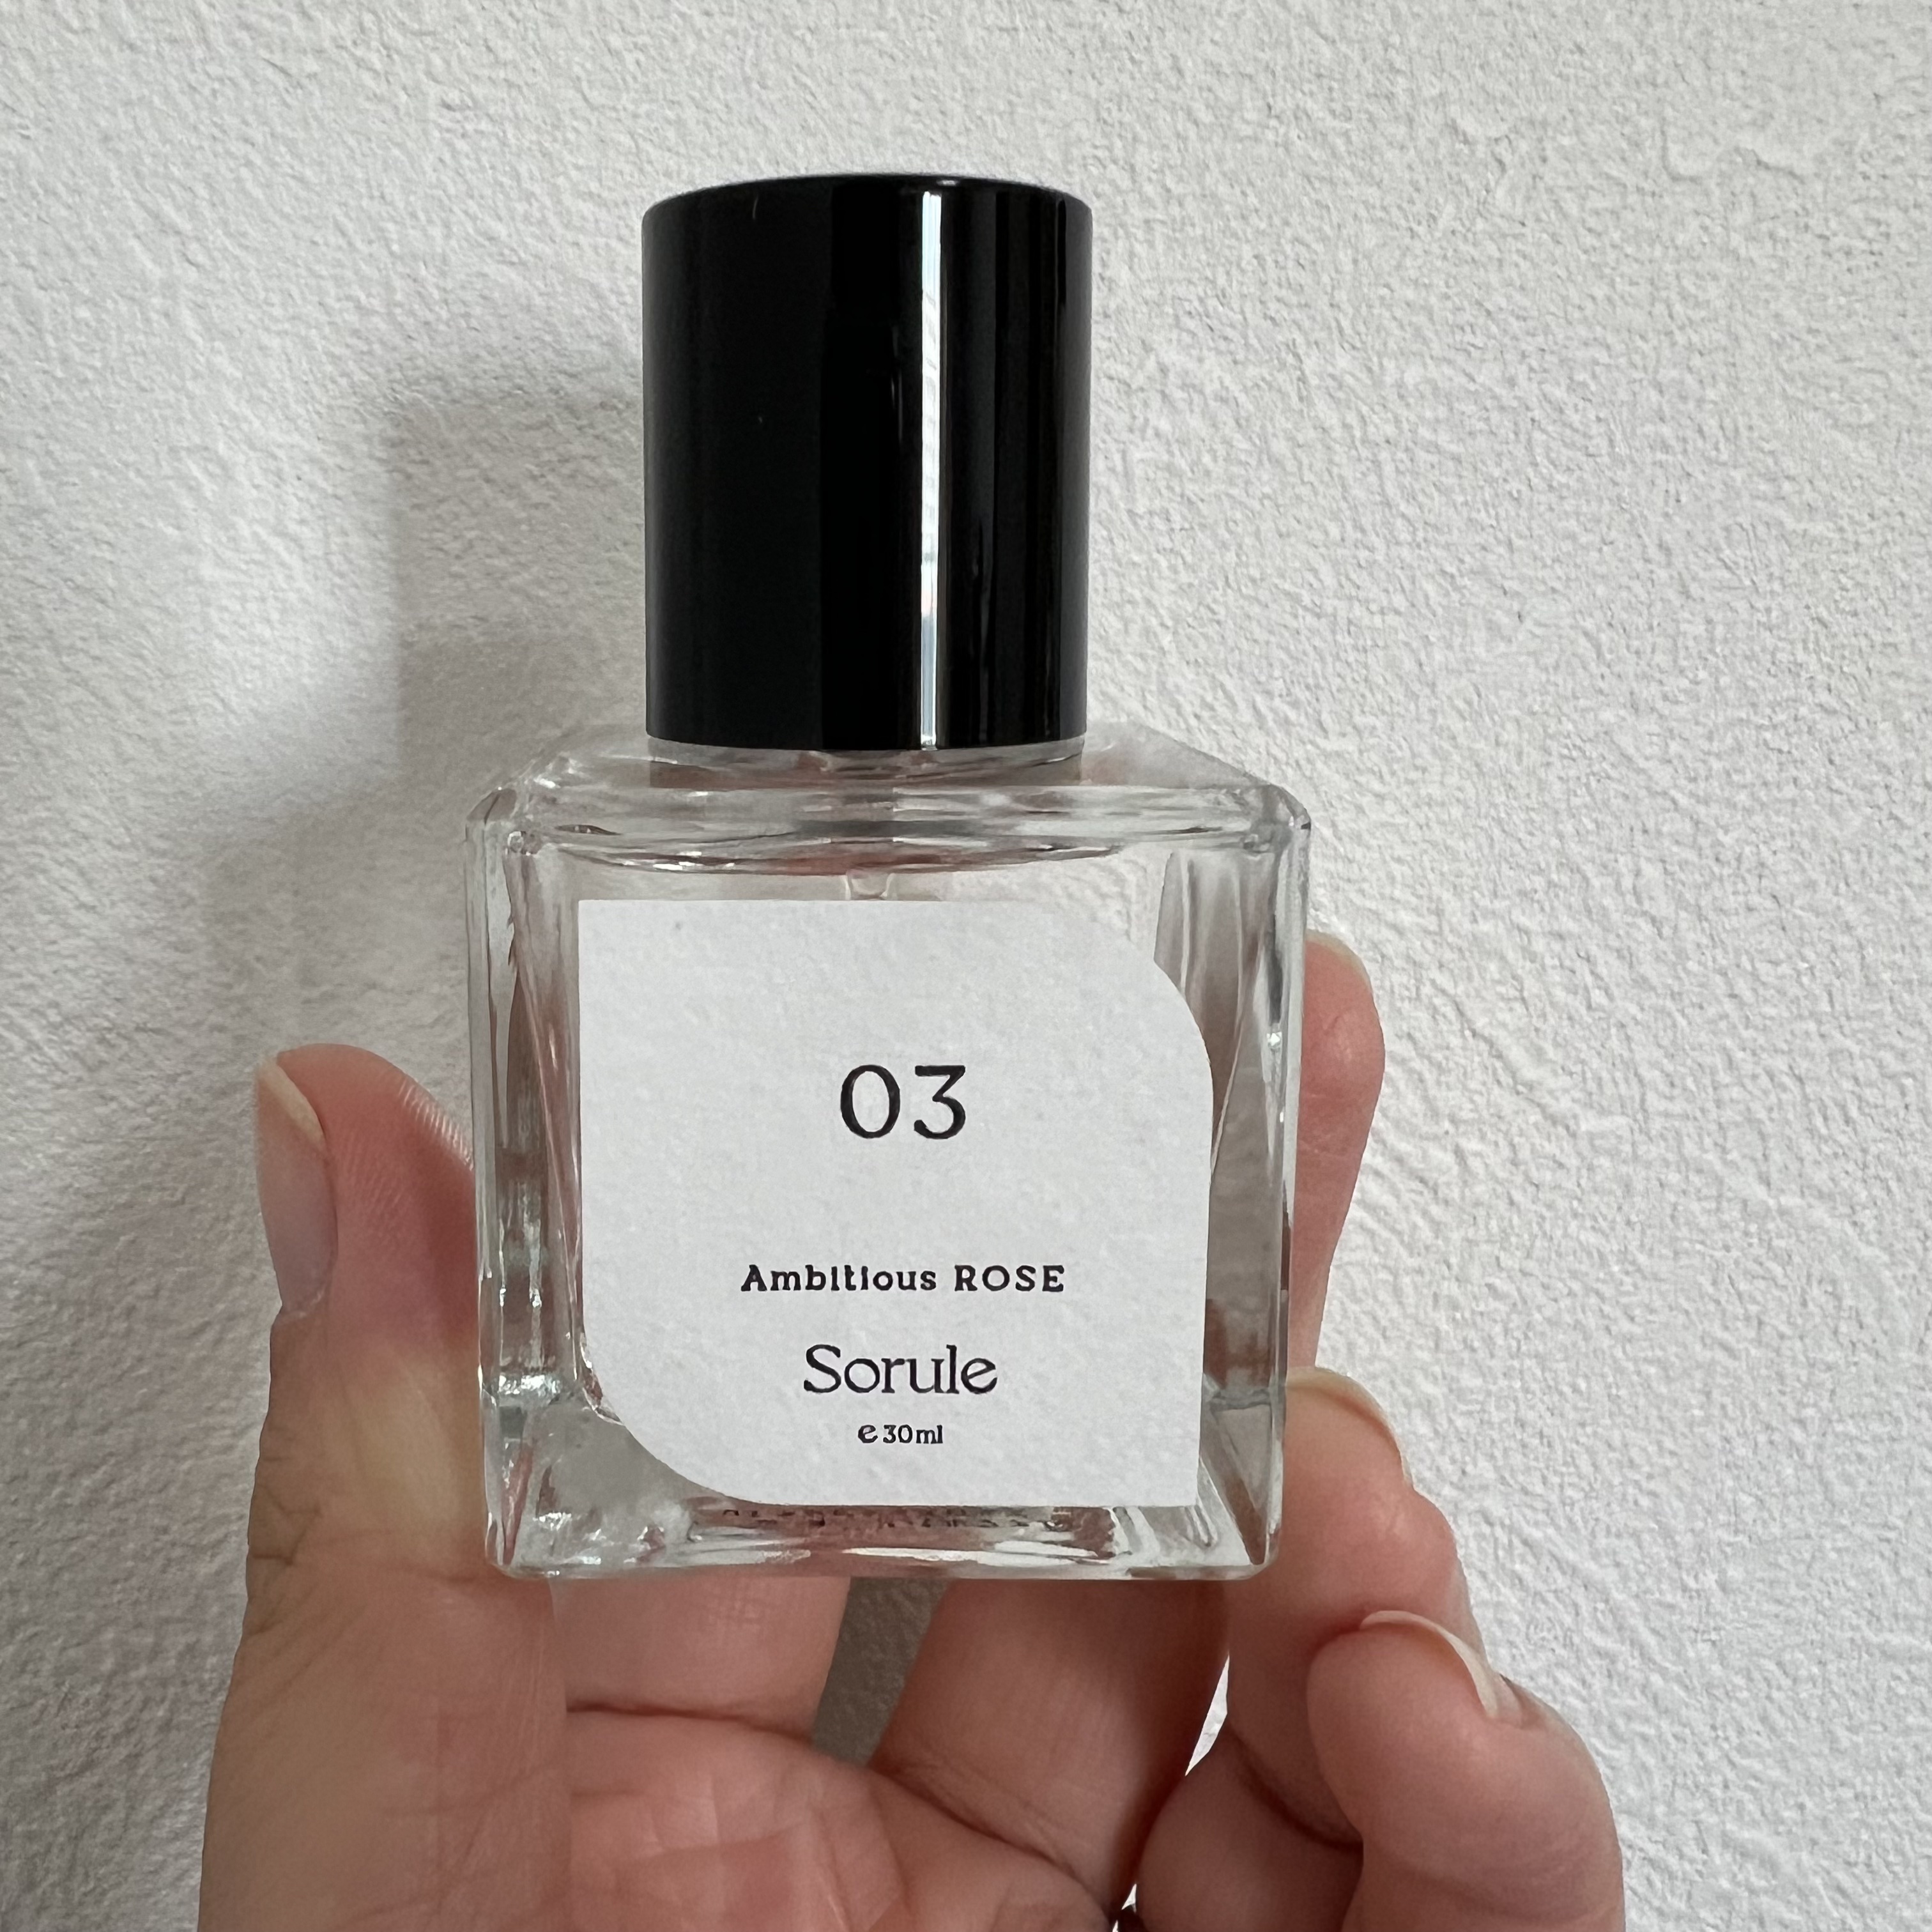 03
Ambitious ROSE
Sorule
℮30ml